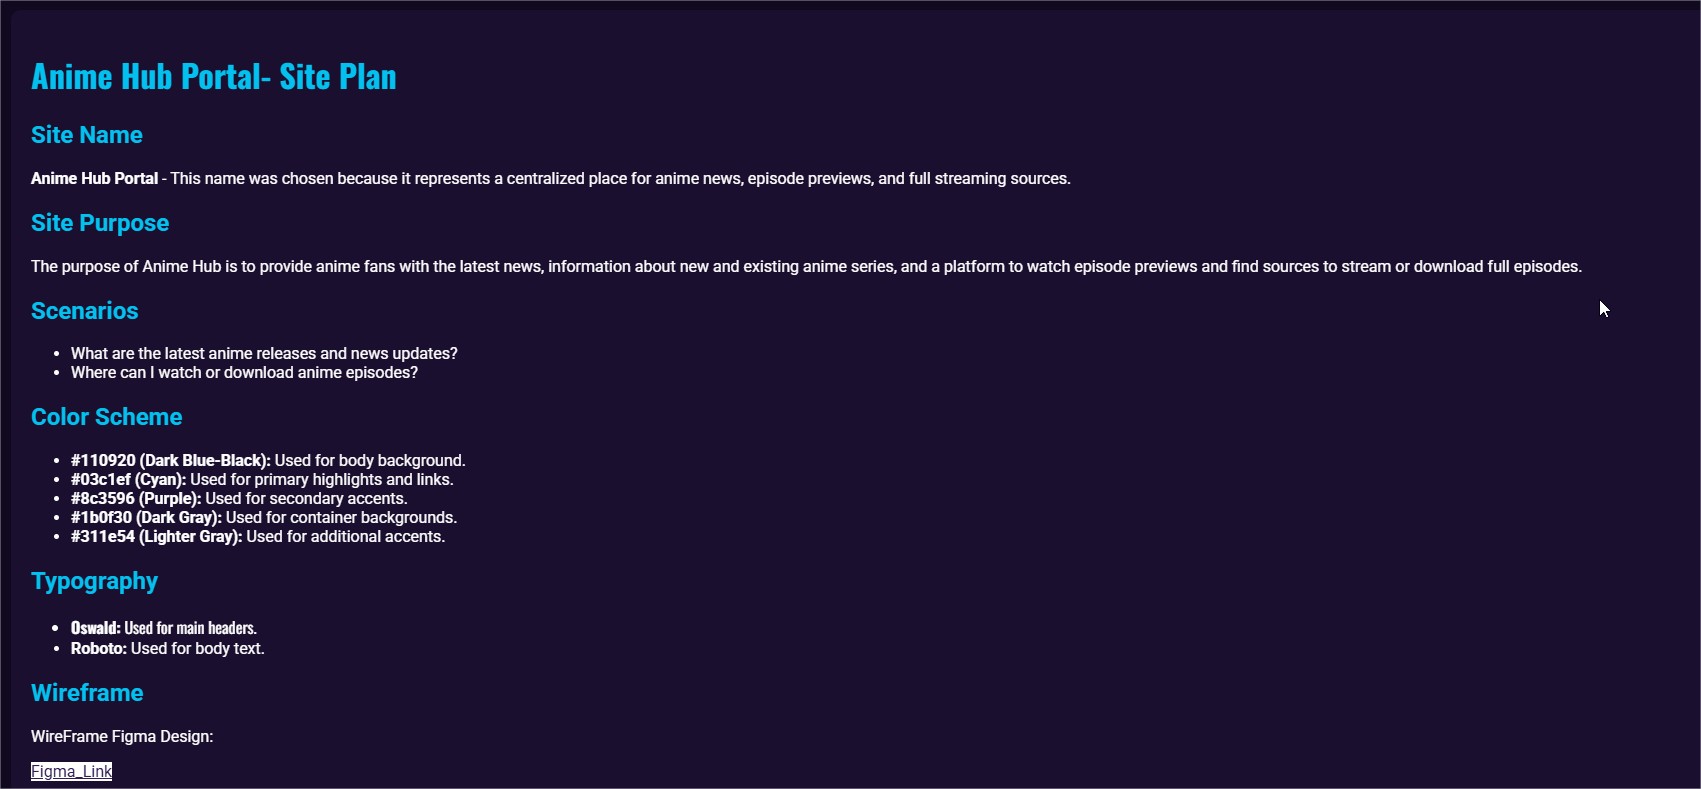 Anime Hub Portal- Site Plan
Site Name
Anime Hub Portal - This name was chosen because it represents a centralized place for anime news, episode previews, and full streaming sources.
Site Purpose
The purpose of Anime Hub is to provide anime fans with the latest news, information about new and existing anime series, and a platform to watch episode previews and find sources to stream or download full episodes.
Scenarios
• What are the latest anime releases and news updates?
• Where can I watch or download anime episodes?
Color Scheme
• #110920 (Dark Blue-Black): Used for body background.
• #03c1ef (Cyan): Used for primary highlights and links.
• #8c3596 (Purple): Used for secondary accents.
• #1b0f30 (Dark Gray): Used for container backgrounds.
• #311e54 (Lighter Gray): Used for additional accents.
Typography
• Oswald: Used for main headers.
• Roboto: Used for body text.
Wireframe
WireFrame Figma Design:
Figma_Link